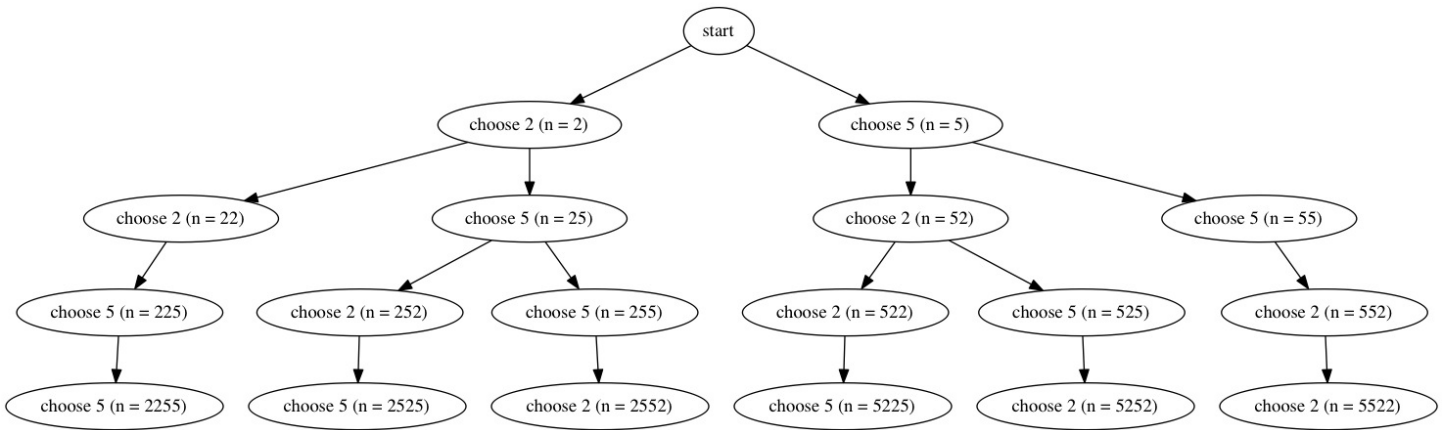 start
choose 2 (n = 2)
choose 5 (n = 5)
choose 2 (n = 22)
choose 5 (n = 25)
choose 2 (n = 52)
choose 5 (n = 55)
choose 5 (n = 225)
choose 2 (n = 252)
choose 5 (n = 255)
choose 2 (n = 522)
choose 5 (n = 525)
choose 2 (n = 552)
choose 5 (n = 2255)
choose 5 (n = 2525)
choose 2 (n = 2552)
choose 5 (n = 5225)
choose 2 (n = 5252)
choose 2 (n = 5522)